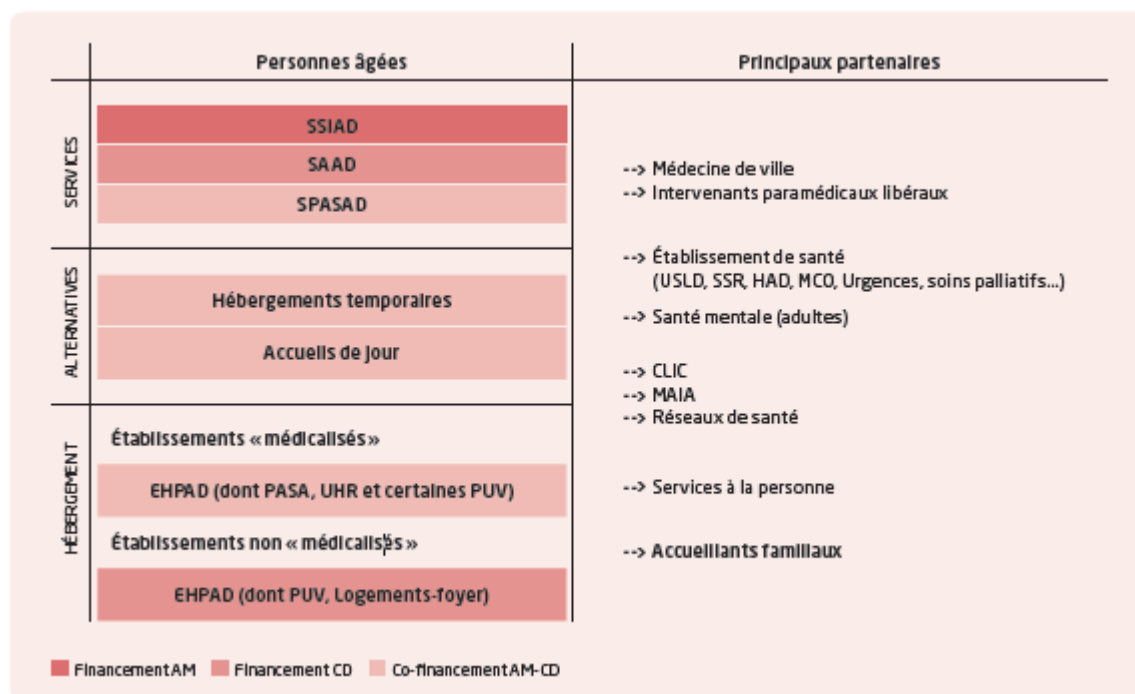 Personnes âgées
Principaux partenaires
SERVICES
SSIAD
SAAD
SPASAD
ALTERNATIVES
Hébergements temporaires
Accueils de jour
HÉBERGEMENT
Établissements « médicalisés »
EHPAD (dont PASA, UHR et certaines PUV)
Établissements non « médicalisés »
EHPAD (dont PUV, Logements-foyer)
--> Médecine de ville
--> Intervenants paramédicaux libéraux
--> Établissement de santé
(USLD, SSR, HAD, MCO, Urgences, soins palliatifs...)
--> Santé mentale (adultes)
--> CLIC
--> MAIA
--> Réseaux de santé
--> Services à la personne
--> Accueillants familiaux
Financement AM
Financement CD
Co-financement AM-CD